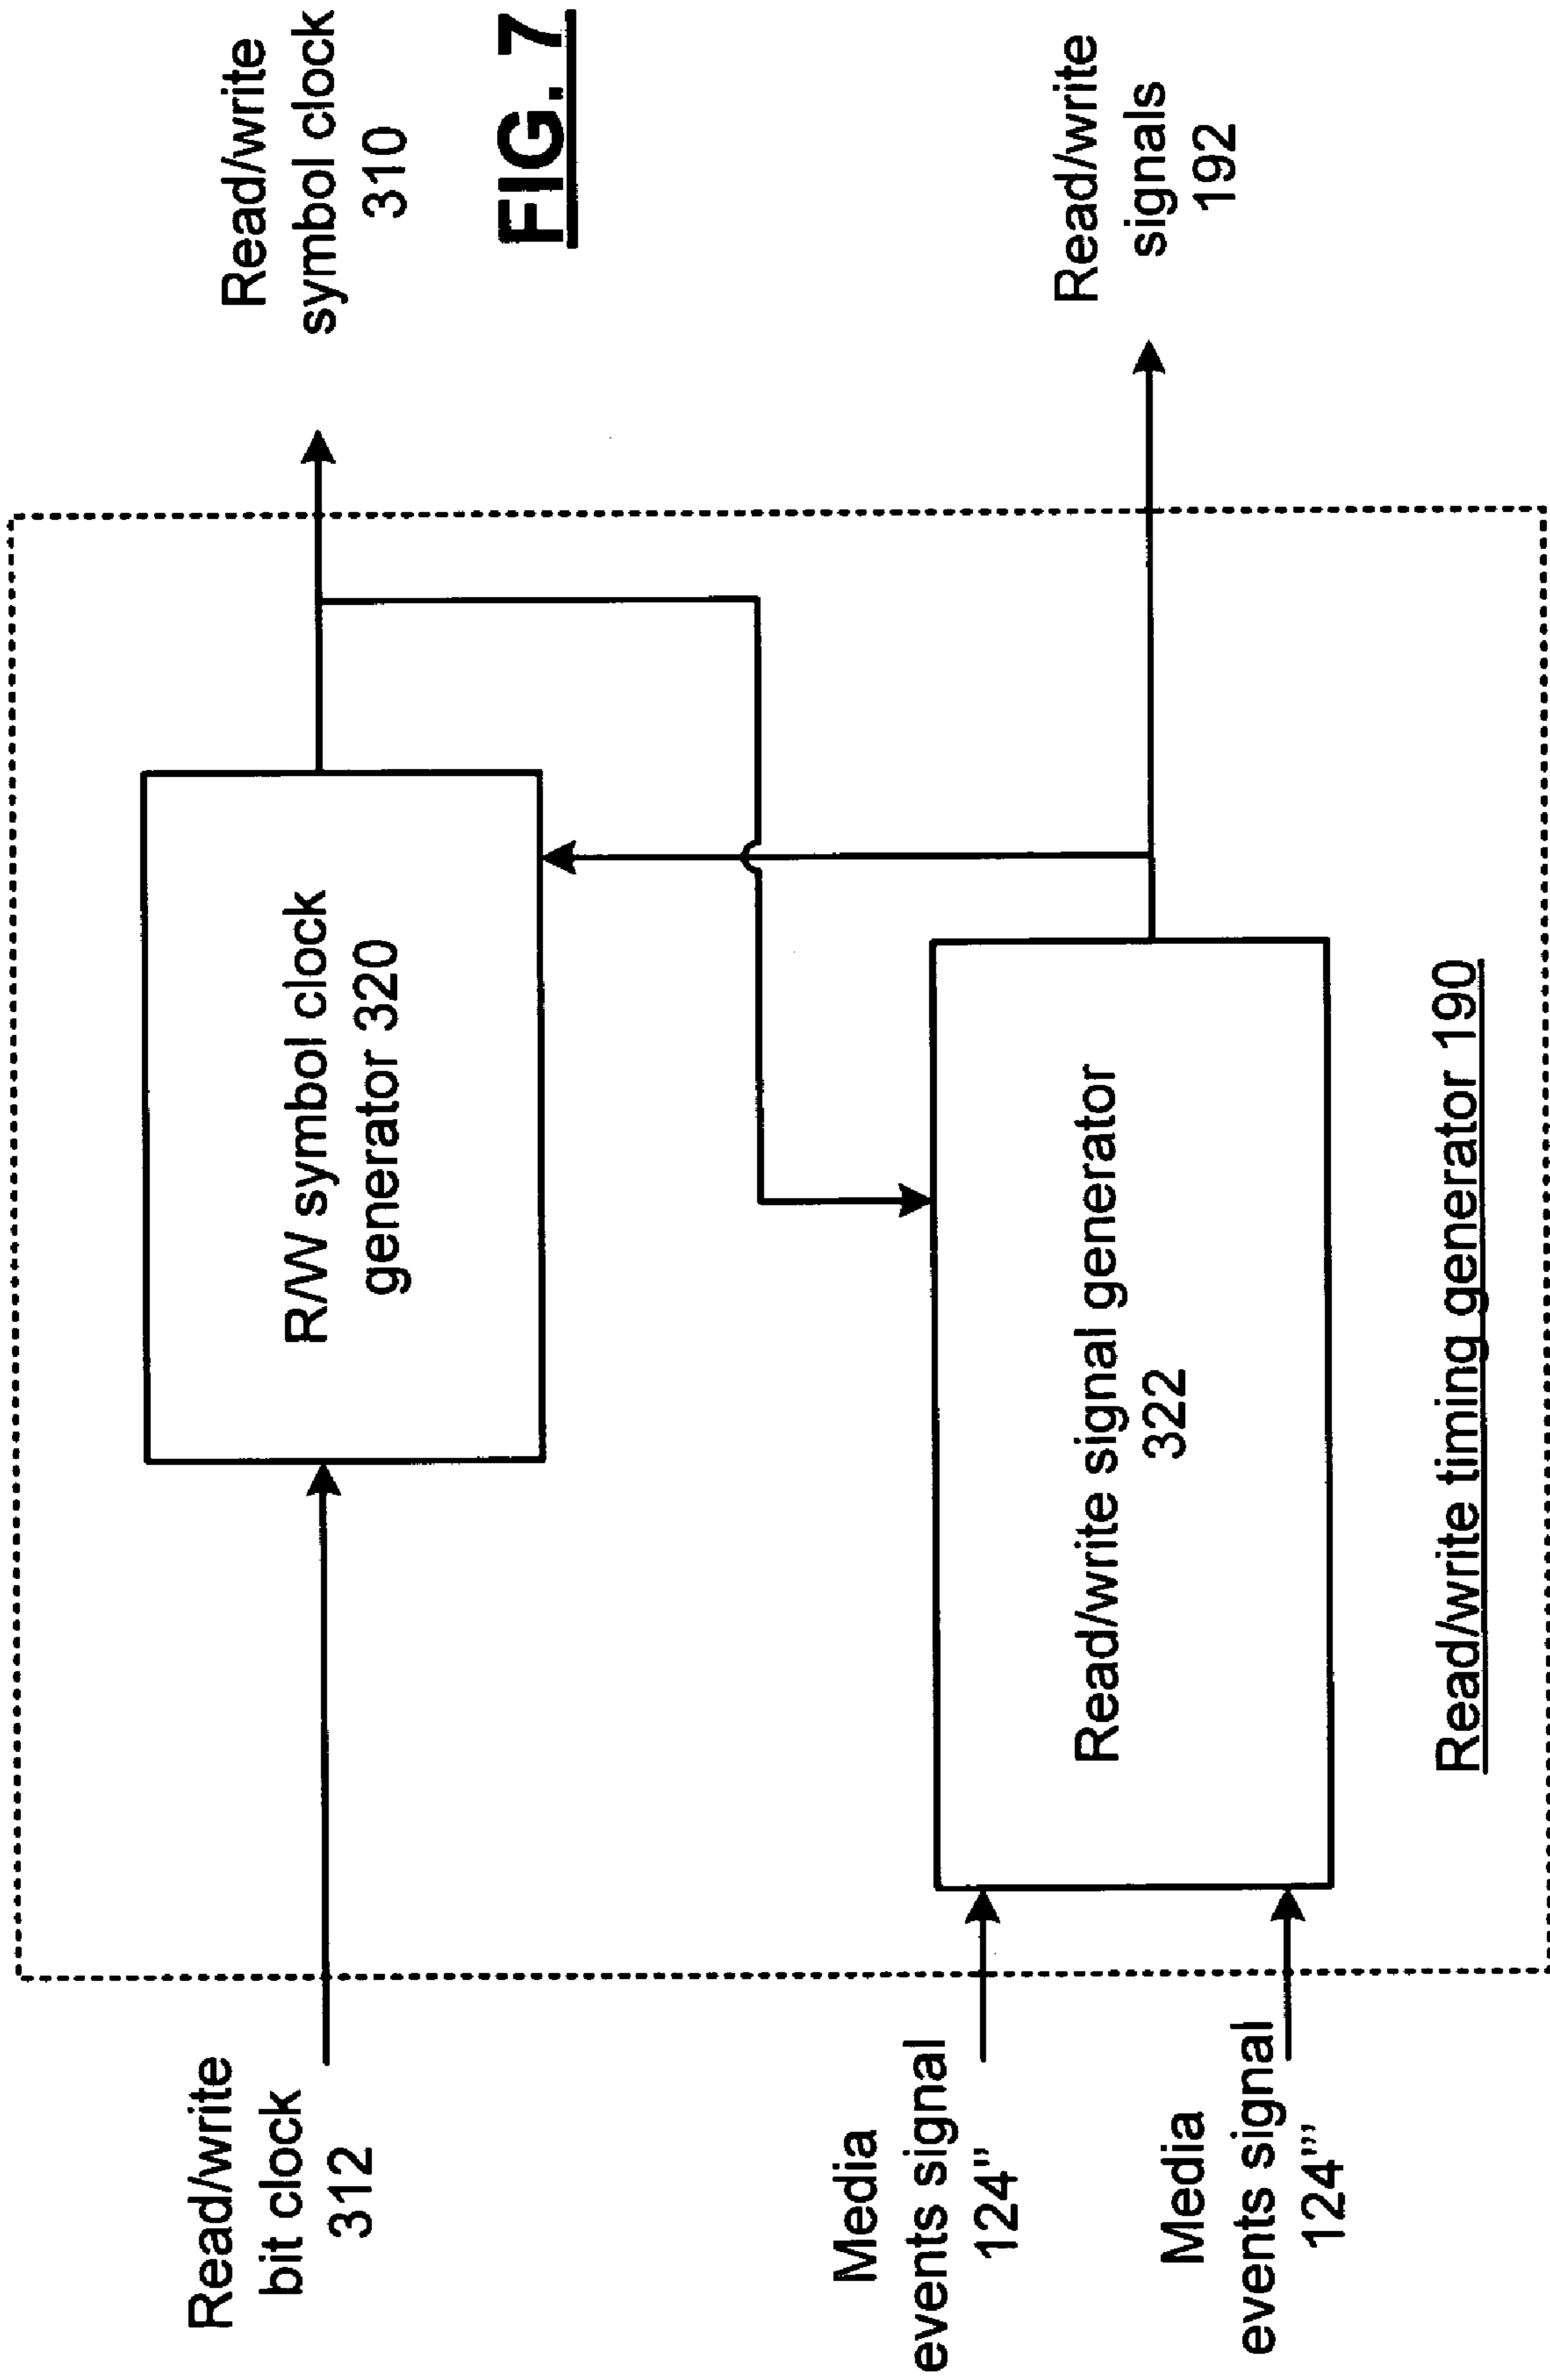 Read/write
bit clock
312
R/W symbol clock
generator 320
Read/write
symbol clock
310
FIG. 7
Media
events signal
124''
Media
events signal
124'''
Read/write signal generator
322
Read/write
signals
192
Read/write timing generator 190